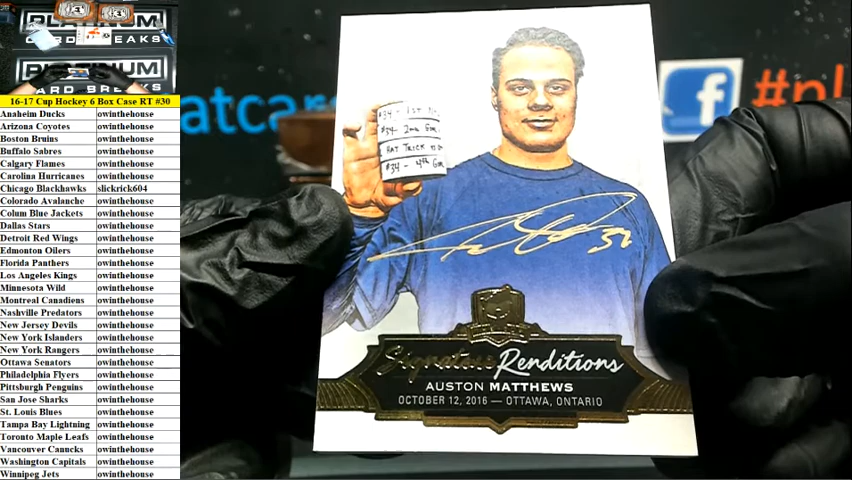 PLATINUM
CARD BREAKS
PLATINUM
CARD BREAKS
16-17 Cup Hockey 6 Box Case RT #30
Anaheim Ducks owinthehouse
Arizona Coyotes owinthehouse
Boston Bruins owinthehouse
Buffalo Sabres owinthehouse
Calgary Flames owinthehouse
Carolina Hurricanes owinthehouse
Chicago Blackhawks slickrick604
Colorado Avalanche owinthehouse
Colum Blue Jackets owinthehouse
Dallas Stars owinthehouse
Detroit Red Wings owinthehouse
Edmonton Oilers owinthehouse
Florida Panthers owinthehouse
Los Angeles Kings owinthehouse
Minnesota Wild owinthehouse
Montreal Canadiens owinthehouse
Nashville Predators owinthehouse
New Jersey Devils owinthehouse
New York Islanders owinthehouse
New York Rangers owinthehouse
Ottawa Senators owinthehouse
Philadelphia Flyers owinthehouse
Pittsburgh Penguins owinthehouse
San Jose Sharks owinthehouse
St. Louis Blues owinthehouse
Tampa Bay Lightning owinthehouse
Toronto Maple Leafs owinthehouse
Vancouver Canucks owinthehouse
Washington Capitals owinthehouse
Winnipeg Jets owinthehouse
atcar
f
#p
#34 - 1st
#34 - 2nd
HAT TRICK
#34 - 4th
34
Signature Renditions
AUSTON MATTHEWS
OCTOBER 12, 2016 — OTTAWA, ONTARIO